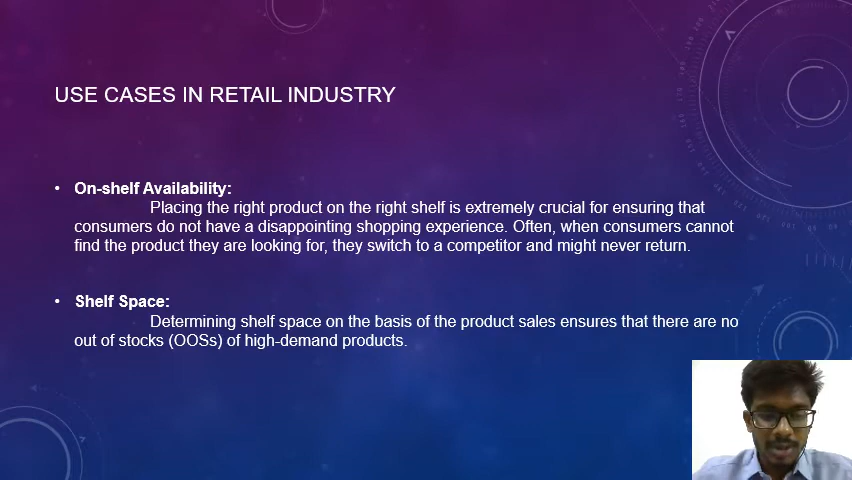 USE CASES IN RETAIL INDUSTRY
• On-shelf Availability:
Placing the right product on the right shelf is extremely crucial for ensuring that
consumers do not have a disappointing shopping experience. Often, when consumers cannot
find the product they are looking for, they switch to a competitor and might never return.
• Shelf Space:
Determining shelf space on the basis of the product sales ensures that there are no
out of stocks (OOSs) of high-demand products.